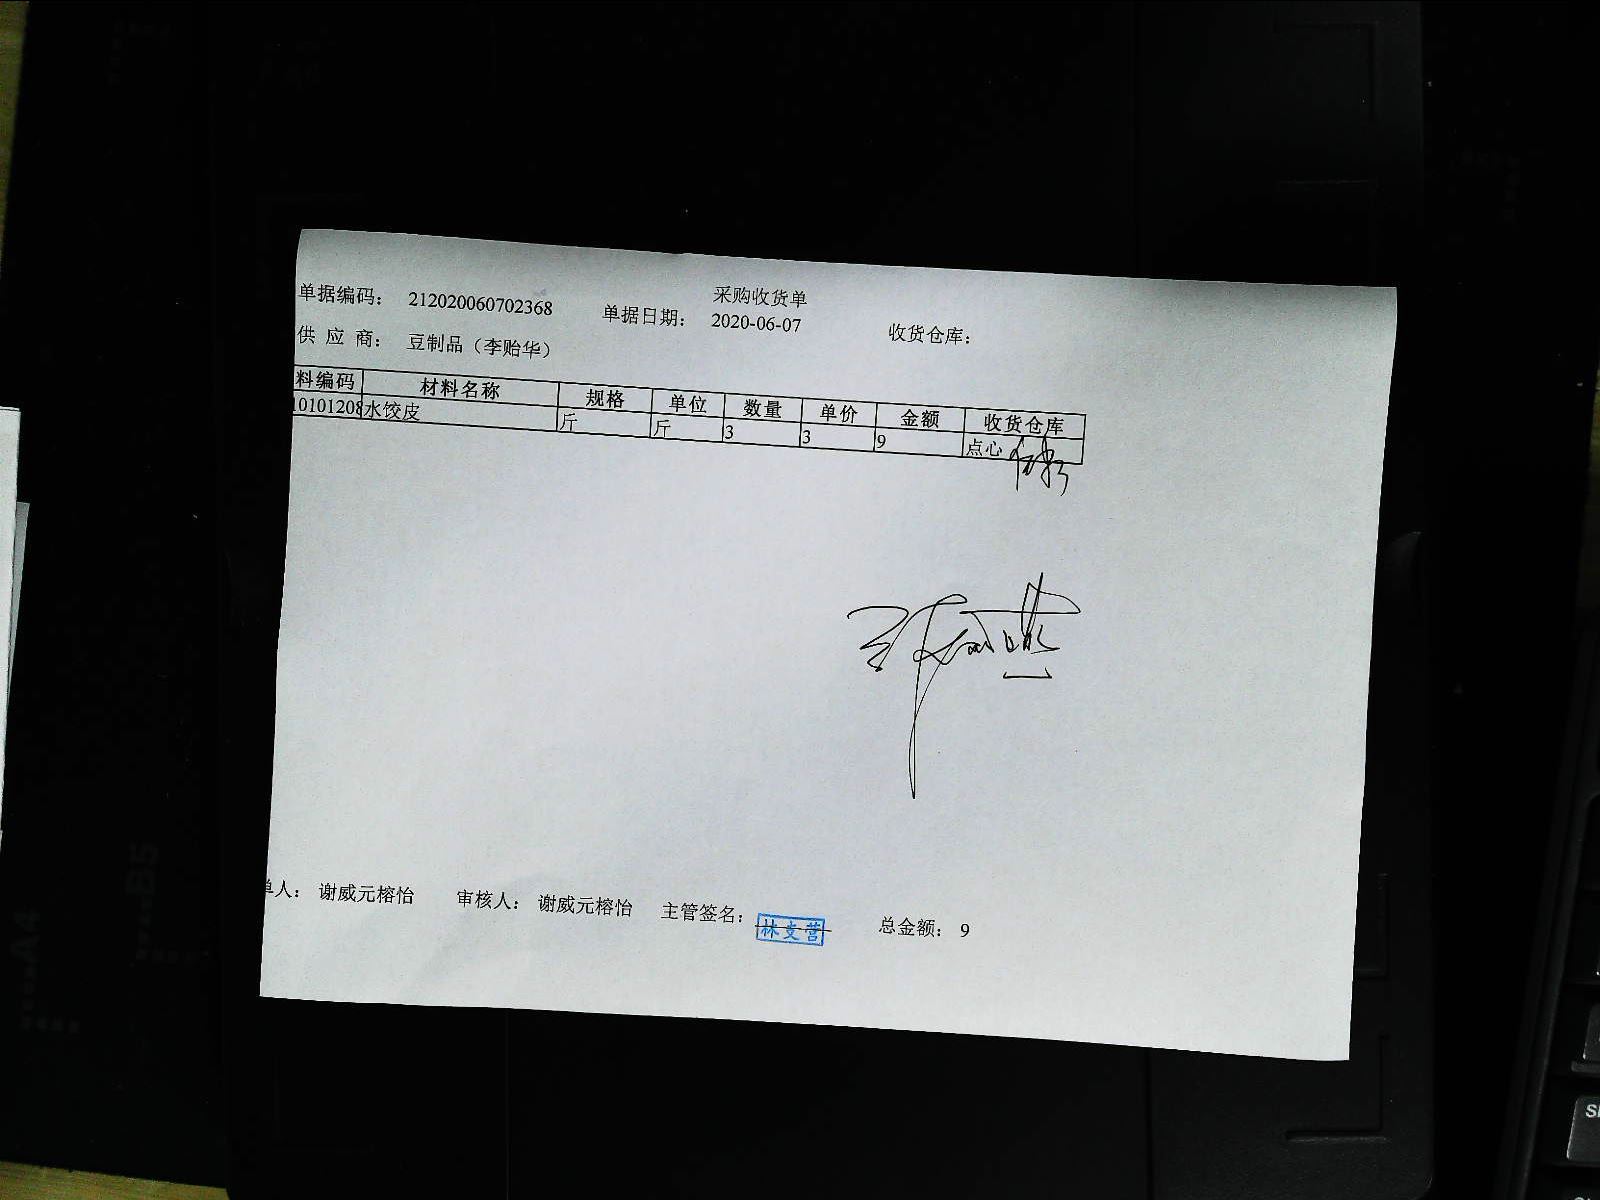 采购收货单
单据编码： 212020060702368 单据日期： 2020-06-07 收货仓库：
供 应 商： 豆制品（李贻华）
料编码 材料名称 规格 单位 数量 单价 金额 收货仓库
10101208 水饺皮 斤 斤 3 3 9 点心
单人： 谢威元榕怡 审核人： 谢威元榕怡 主管签名： 林支营 总金额： 9
A4
B5